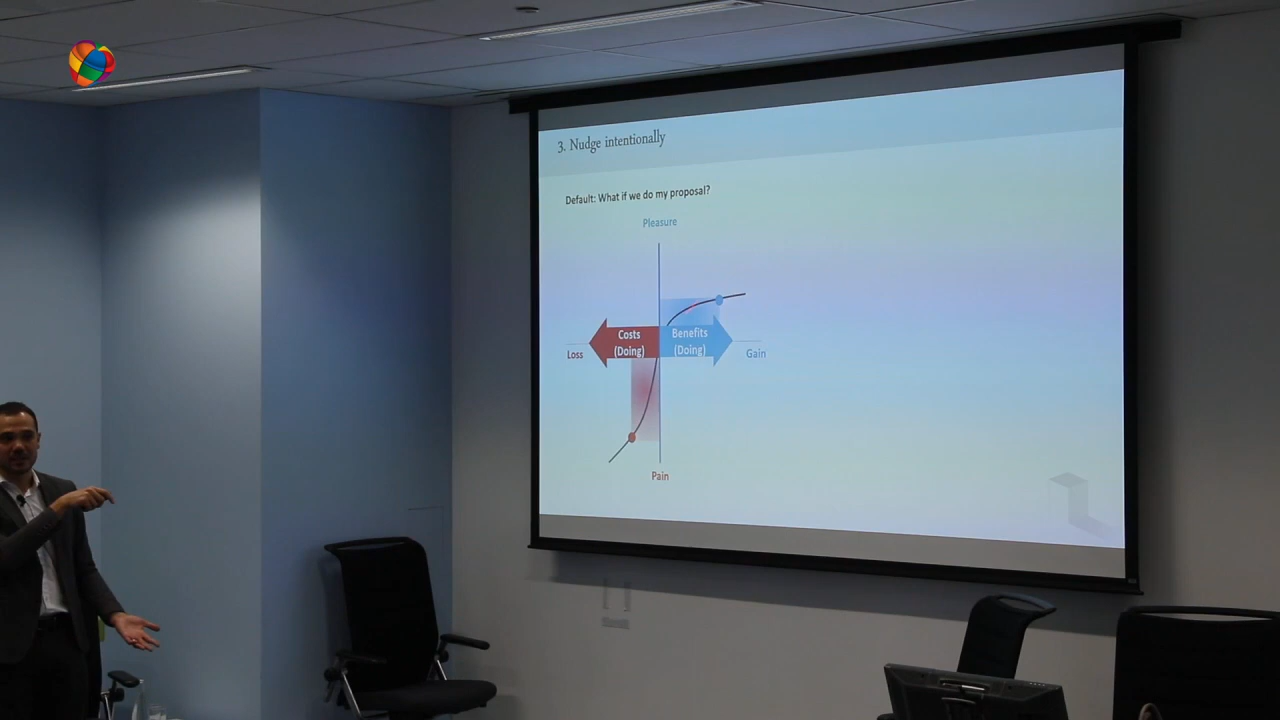 3. Nudge intentionally
Default: What if we do my proposal?
Pleasure
Costs
(Doing)
Benefits
(Doing)
Loss
Gain
Pain